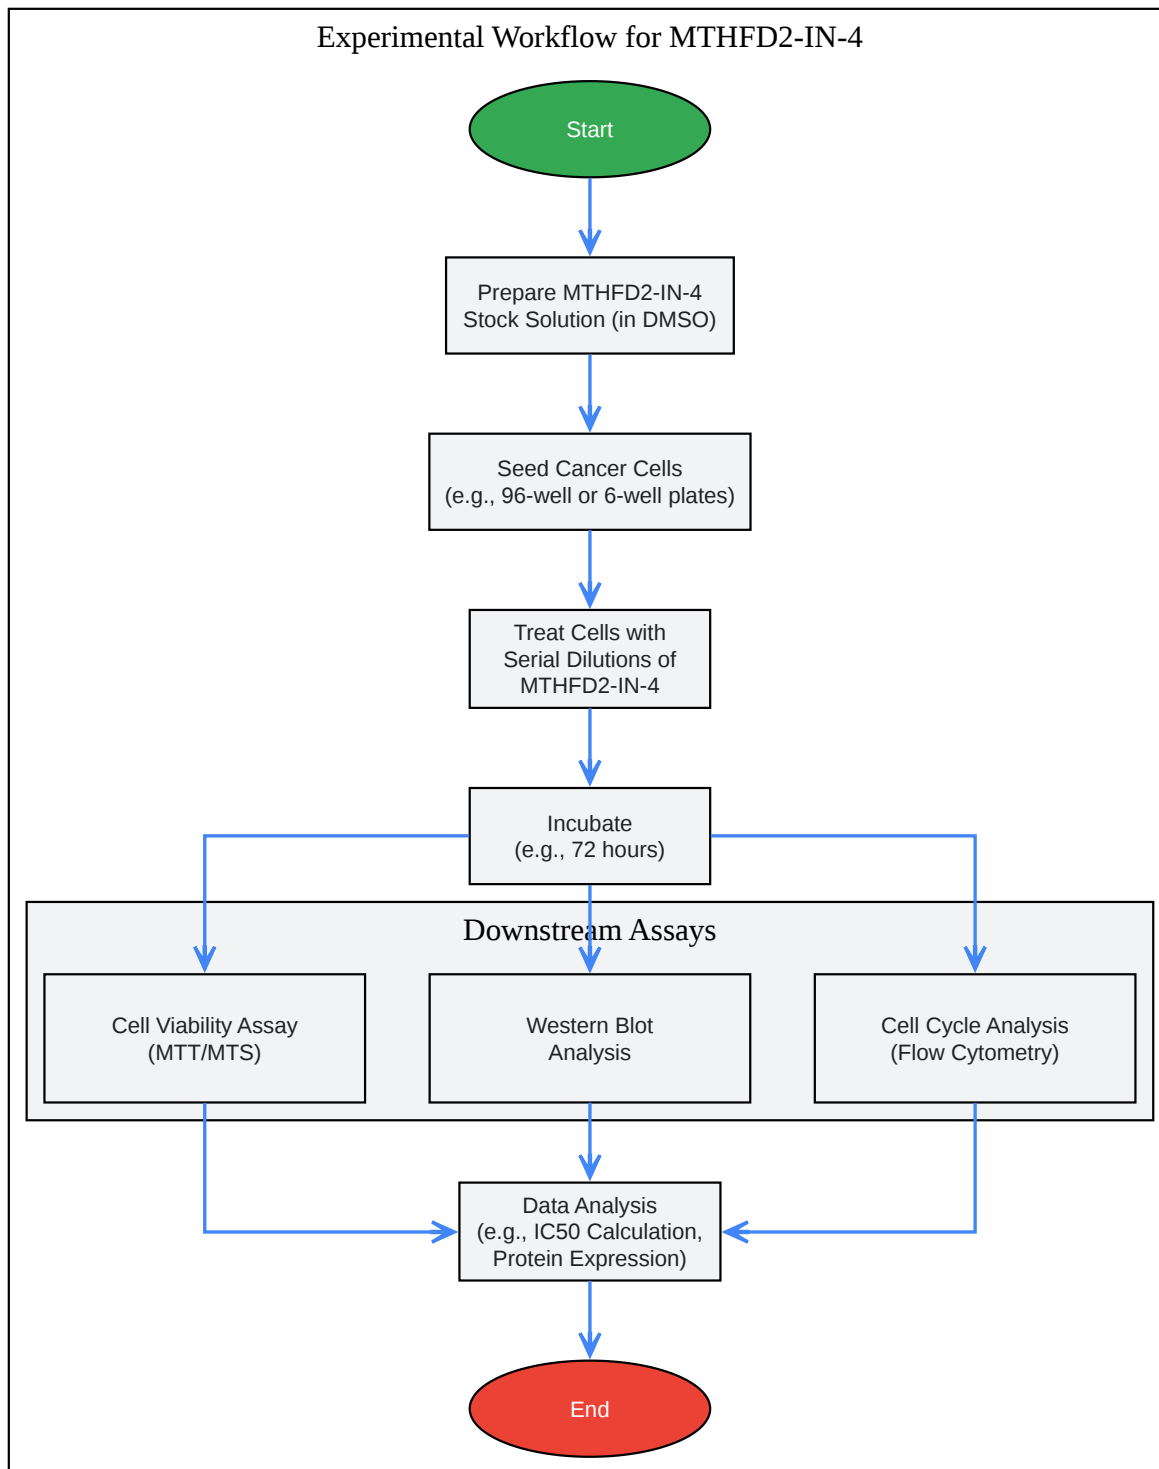 Experimental Workflow for MTHFD2-IN-4
Start
Prepare MTHFD2-IN-4
Stock Solution (in DMSO)
Seed Cancer Cells
(e.g., 96-well or 6-well plates)
Treat Cells with
Serial Dilutions of
MTHFD2-IN-4
Incubate
(e.g., 72 hours)
Downstream Assays
Cell Viability Assay
(MTT/MTS)
Western Blot
Analysis
Cell Cycle Analysis
(Flow Cytometry)
Data Analysis
(e.g., IC50 Calculation,
Protein Expression)
End